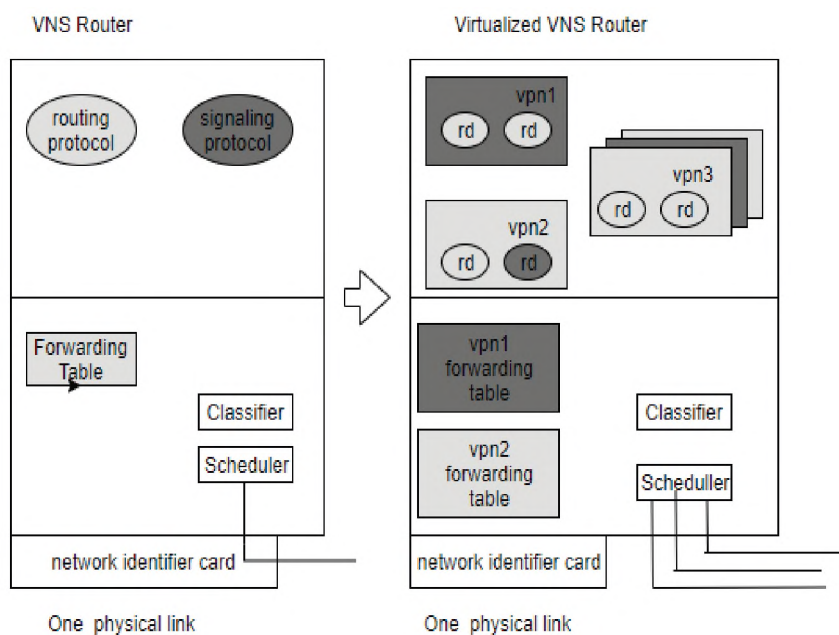 VNS Router
routing
protocol
signaling
protocol
Forwarding
Table
Classifier
Scheduler
network identifier card
One physical link
Virtualized VNS Router
vpn1
rd rd
vpn3
rd rd
vpn2
rd rd
vpn1
forwarding
table
vpn2
forwarding
table
Classifier
Scheduller
network identifier card
One physical link